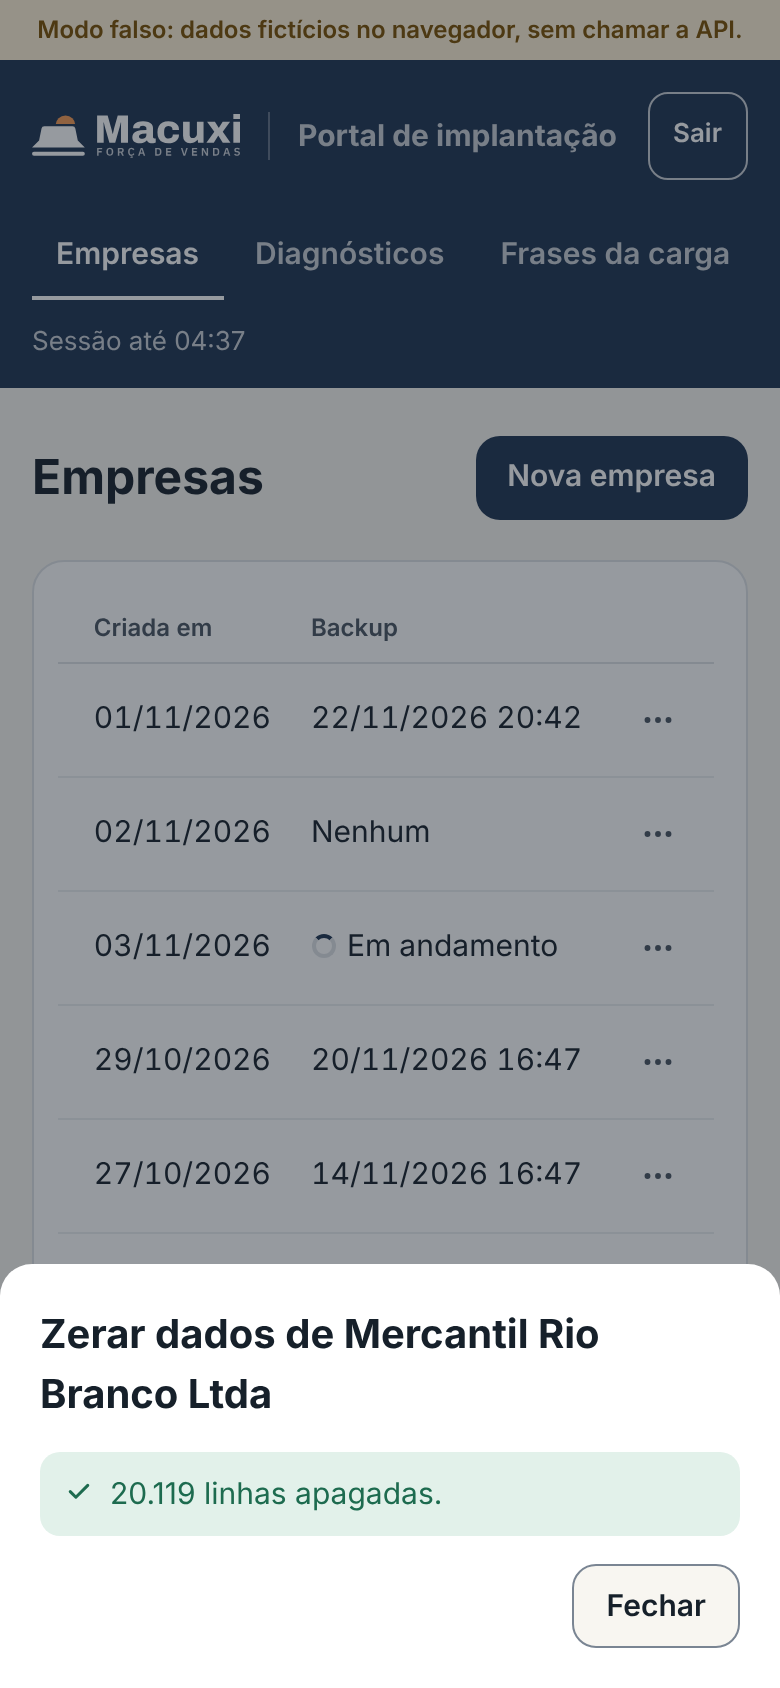 Modo falso: dados fictícios no navegador, sem chamar a API.
Macuxi
FORÇA DE VENDAS
Portal de implantação
Sair
Empresas
Diagnósticos
Frases da carga
Sessão até 04:37
Empresas
Nova empresa
Criada em Backup
01/11/2026 22/11/2026 20:42 ...
02/11/2026 Nenhum ...
03/11/2026 Em andamento ...
29/10/2026 20/11/2026 16:47 ...
27/10/2026 14/11/2026 16:47 ...
Zerar dados de Mercantil Rio
Branco Ltda
20.119 linhas apagadas.
Fechar